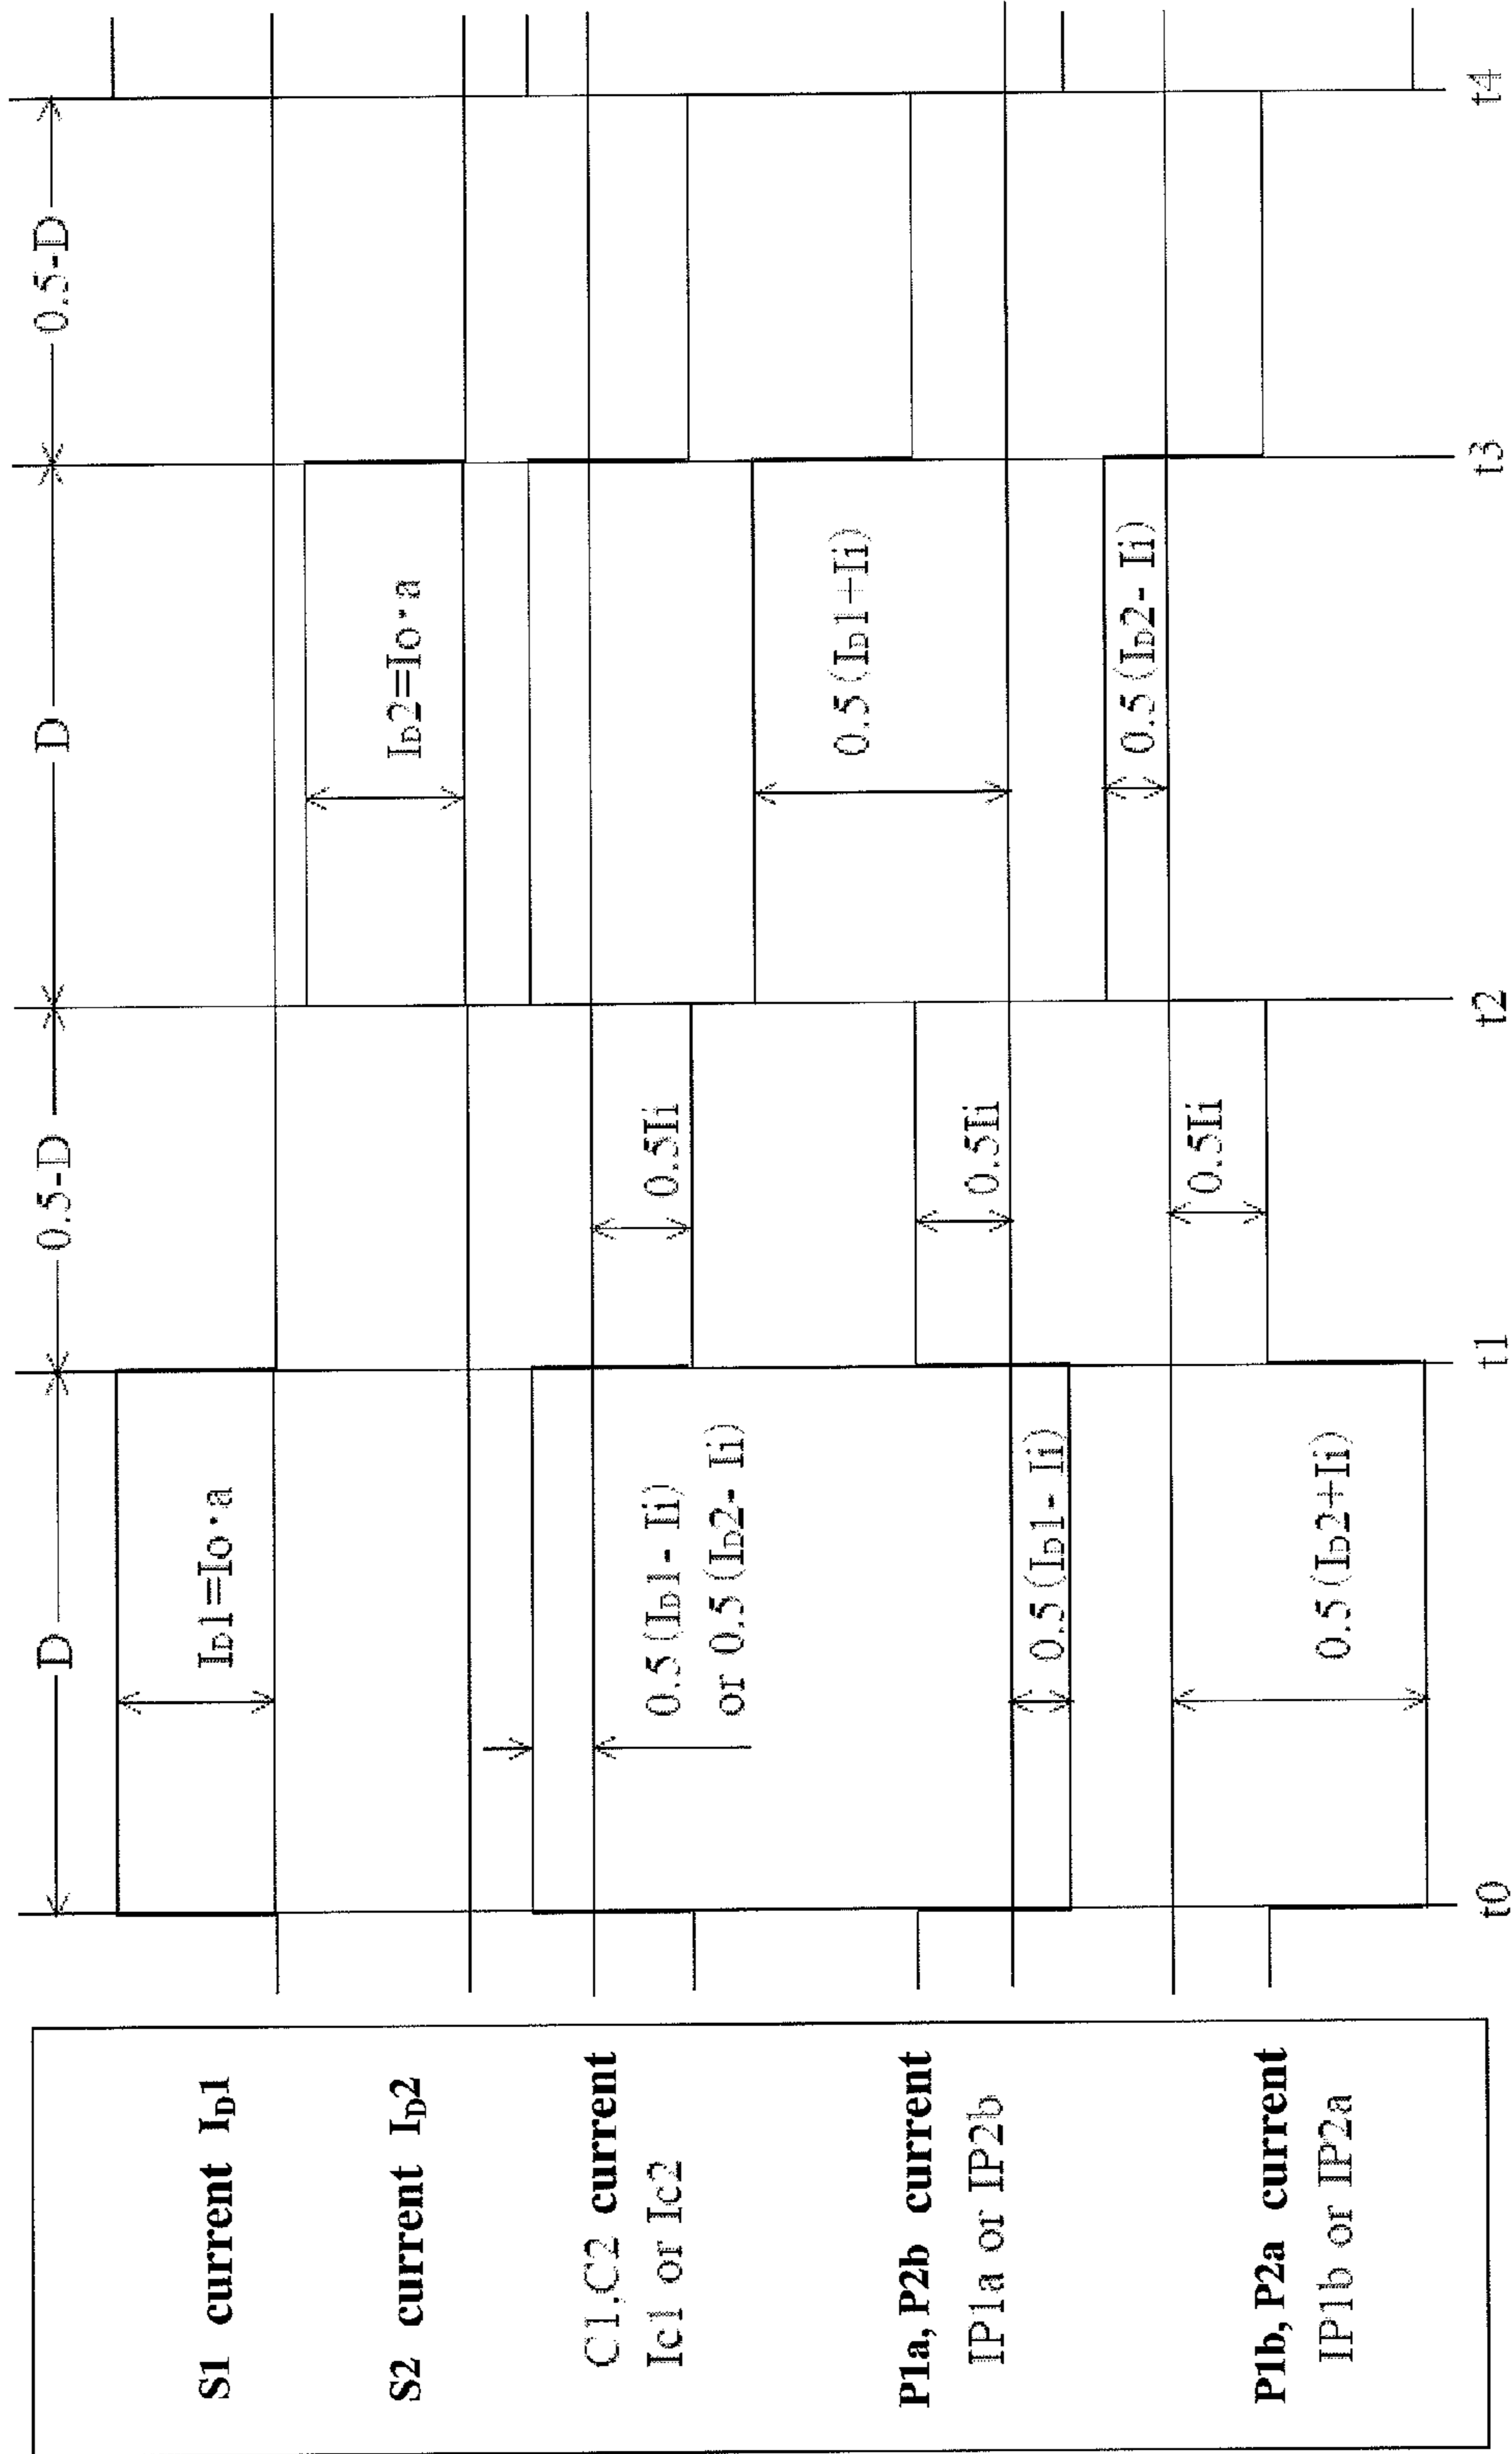 S1 current ID1
S2 current ID2
C1,C2 current
Ic1 or Ic2
P1a, P2b current
IP1a or IP2b
P1b, P2a current
IP1b or IP2a
D
0.5-D
D
0.5-D
ID1=Io·a
ID2=Io·a
0.5(ID1- Ii)
or 0.5(ID2- Ii)
0.5Ii
0.5(ID1- Ii)
0.5Ii
0.5(ID1+Ii)
0.5(ID2+Ii)
0.5Ii
0.5(ID2- Ii)
t0
t1
t2
t3
t4